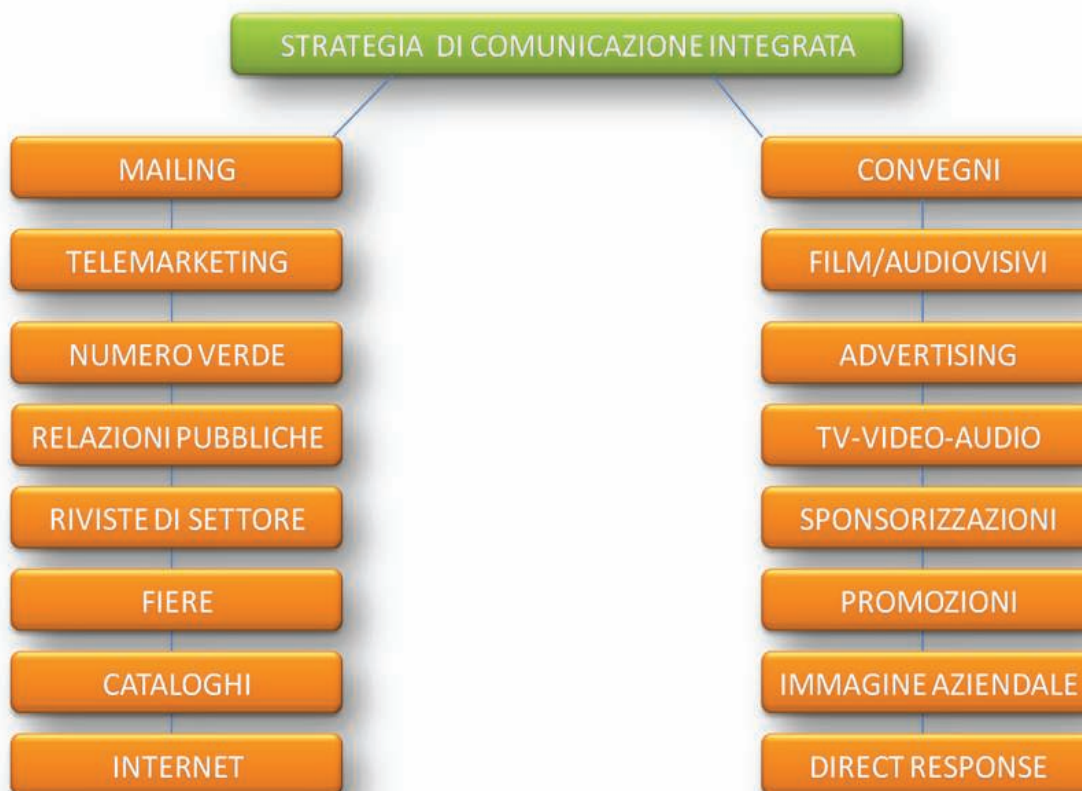 STRATEGIA DI COMUNICAZIONE INTEGRATA
MAILING
TELEMARKETING
NUMERO VERDE
RELAZIONI PUBBLICHE
RIVISTE DI SETTORE
FIERE
CATALOGHI
INTERNET
CONVEGNI
FILM/AUDIOVISIVI
ADVERTISING
TV-VIDEO-AUDIO
SPONSORIZZAZIONI
PROMOZIONI
IMMAGINE AZIENDALE
DIRECT RESPONSE